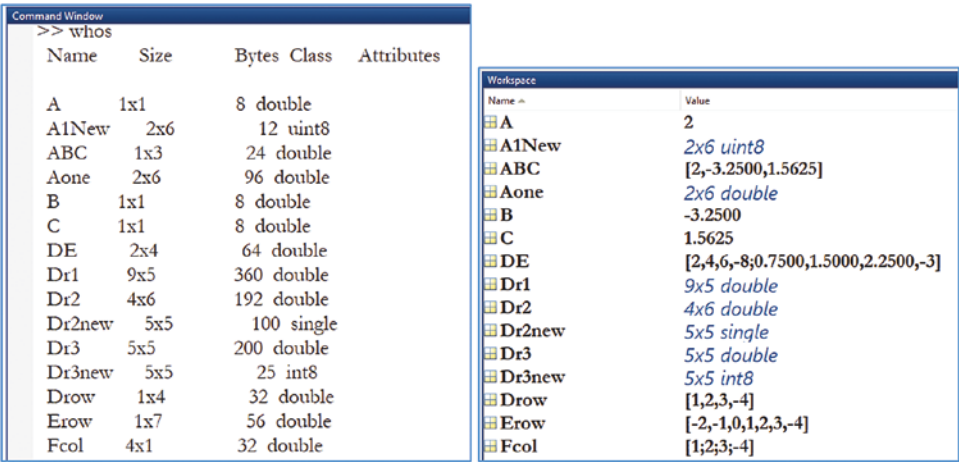 Command Window
>> whos
Name Size Bytes Class Attributes
A 1x1 8 double
A1New 2x6 12 uint8
ABC 1x3 24 double
Aone 2x6 96 double
B 1x1 8 double
C 1x1 8 double
DE 2x4 64 double
Dr1 9x5 360 double
Dr2 4x6 192 double
Dr2new 5x5 100 single
Dr3 5x5 200 double
Dr3new 5x5 25 int8
Drow 1x4 32 double
Erow 1x7 56 double
Fcol 4x1 32 double
Workspace
Name Value
A 2
A1New 2x6 uint8
ABC [2,-3.2500,1.5625]
Aone 2x6 double
B -3.2500
C 1.5625
DE [2,4,6,-8;0.7500,1.5000,2.2500,-3]
Dr1 9x5 double
Dr2 4x6 double
Dr2new 5x5 single
Dr3 5x5 double
Dr3new 5x5 int8
Drow [1,2,3,-4]
Erow [-2,-1,0,1,2,3,-4]
Fcol [1;2;3;-4]